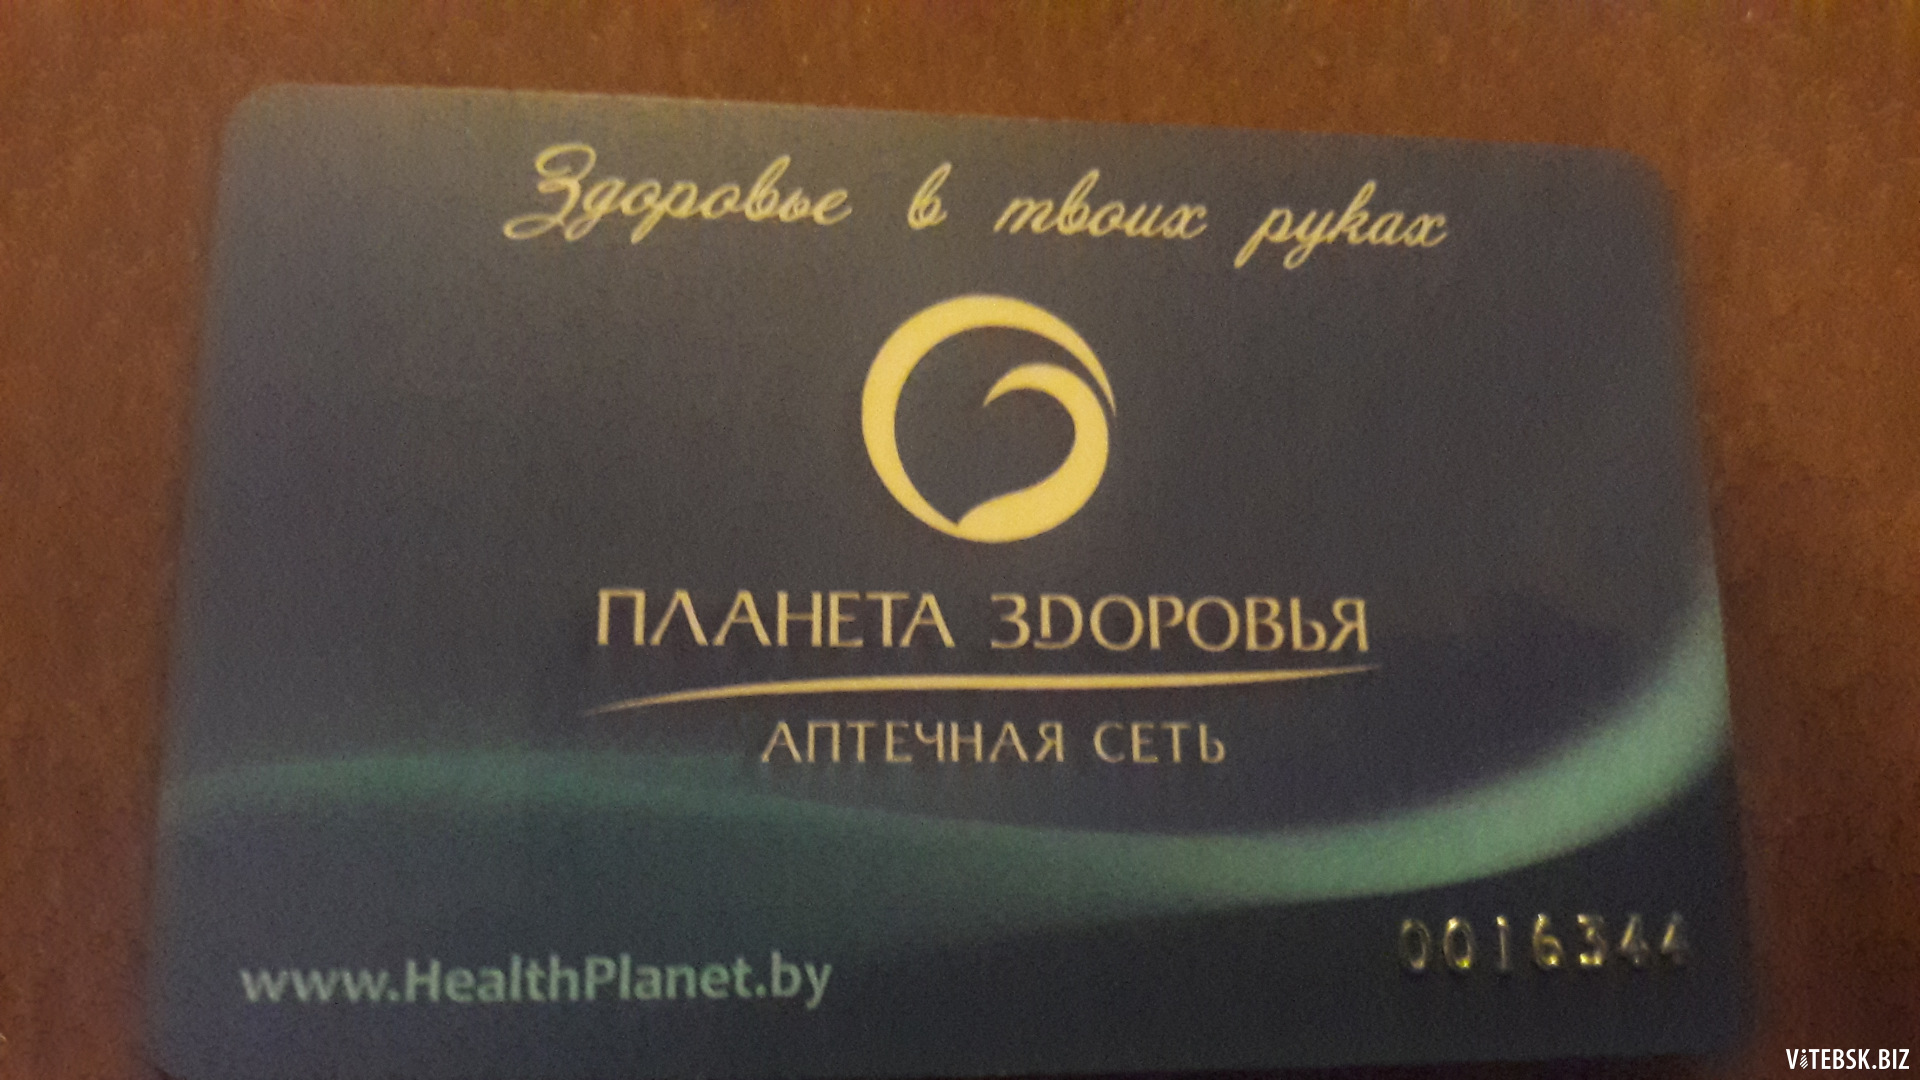 Здоровье в твоих руках
ПЛАНЕТА ЗДОРОВЬЯ
АПТЕЧНАЯ СЕТЬ
0016344
www.HealthPlanet.by
ViTEBSK.BIZ